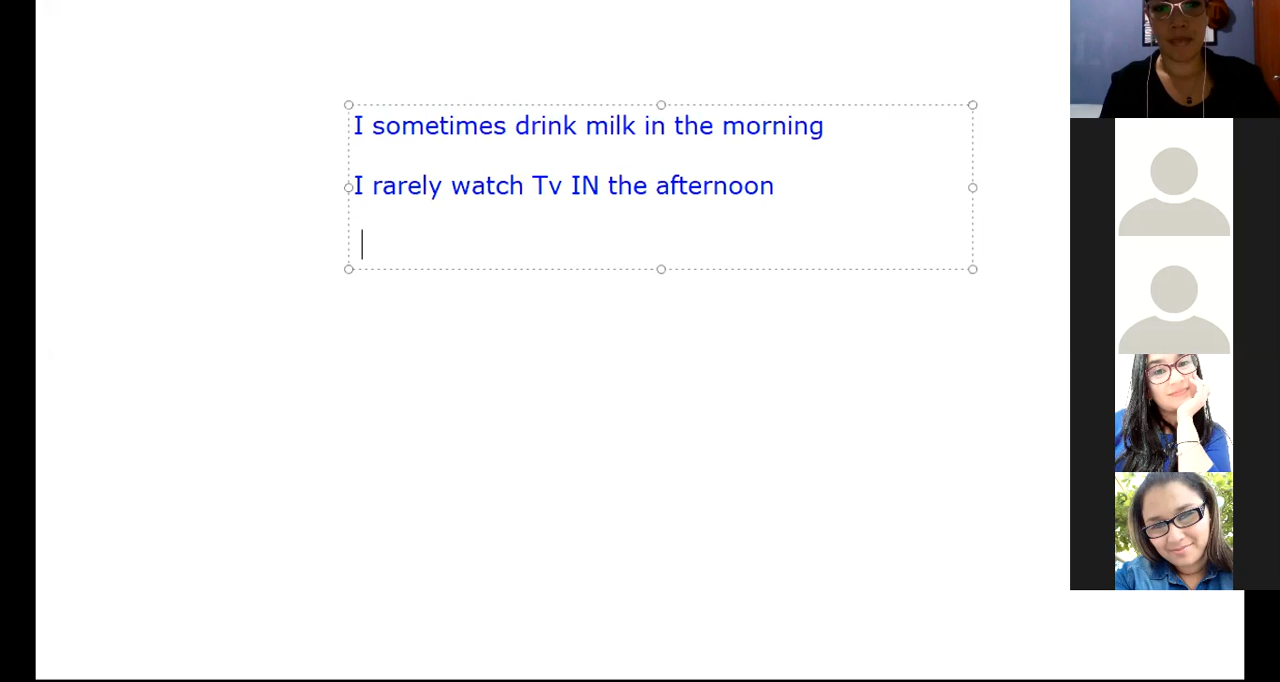 I sometimes drink milk in the morning
I rarely watch Tv IN the afternoon